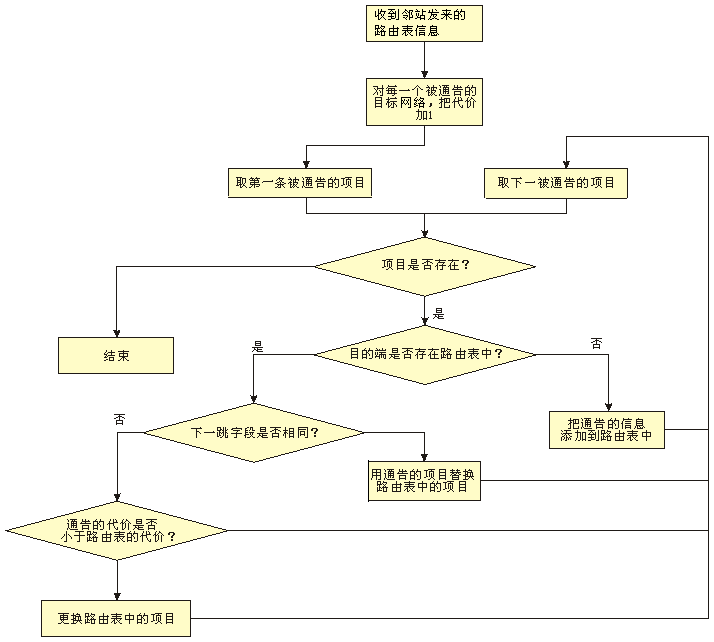 收到邻站发来的
路由表信息
对每一个被通告的
目标网络，把代价
加1
取第一条被通告的项目
取下一被通告的项目
项目是否存在？
是
结束
目的端是否存在路由表中？
是
否
下一跳字段是否相同？
否
把通告的信息
添加到路由表中
用通告的项目替换
路由表中的项目
通告的代价是否
小于路由表的代价？
更换路由表中的项目